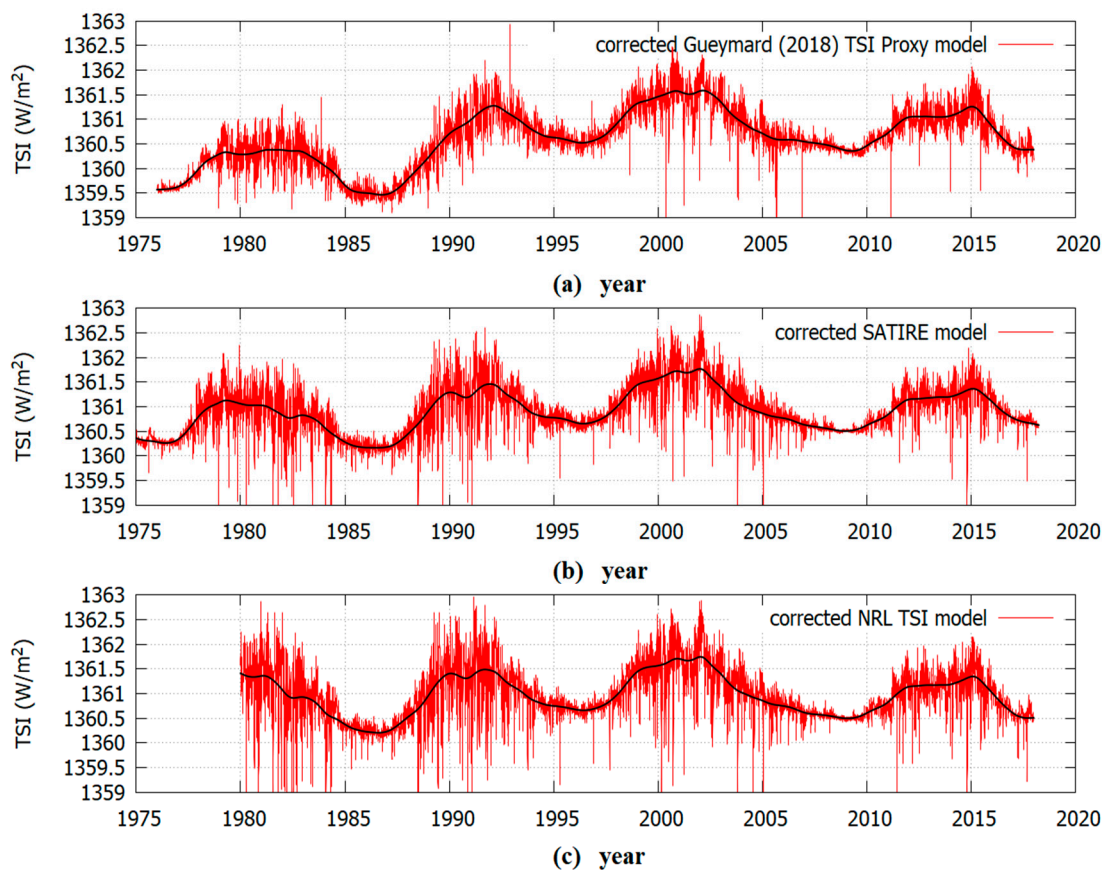 corrected Gueymard (2018) TSI Proxy model
TSI (W/m²)
1363
1362.5
1362
1361.5
1361
1360.5
1360
1359.5
1359
1975 1980 1985 1990 1995 2000 2005 2010 2015 2020
(a) year
corrected SATIRE model
TSI (W/m²)
1363
1362.5
1362
1361.5
1361
1360.5
1360
1359.5
1359
1975 1980 1985 1990 1995 2000 2005 2010 2015 2020
(b) year
corrected NRL TSI model
TSI (W/m²)
1363
1362.5
1362
1361.5
1361
1360.5
1360
1359.5
1359
1975 1980 1985 1990 1995 2000 2005 2010 2015 2020
(c) year